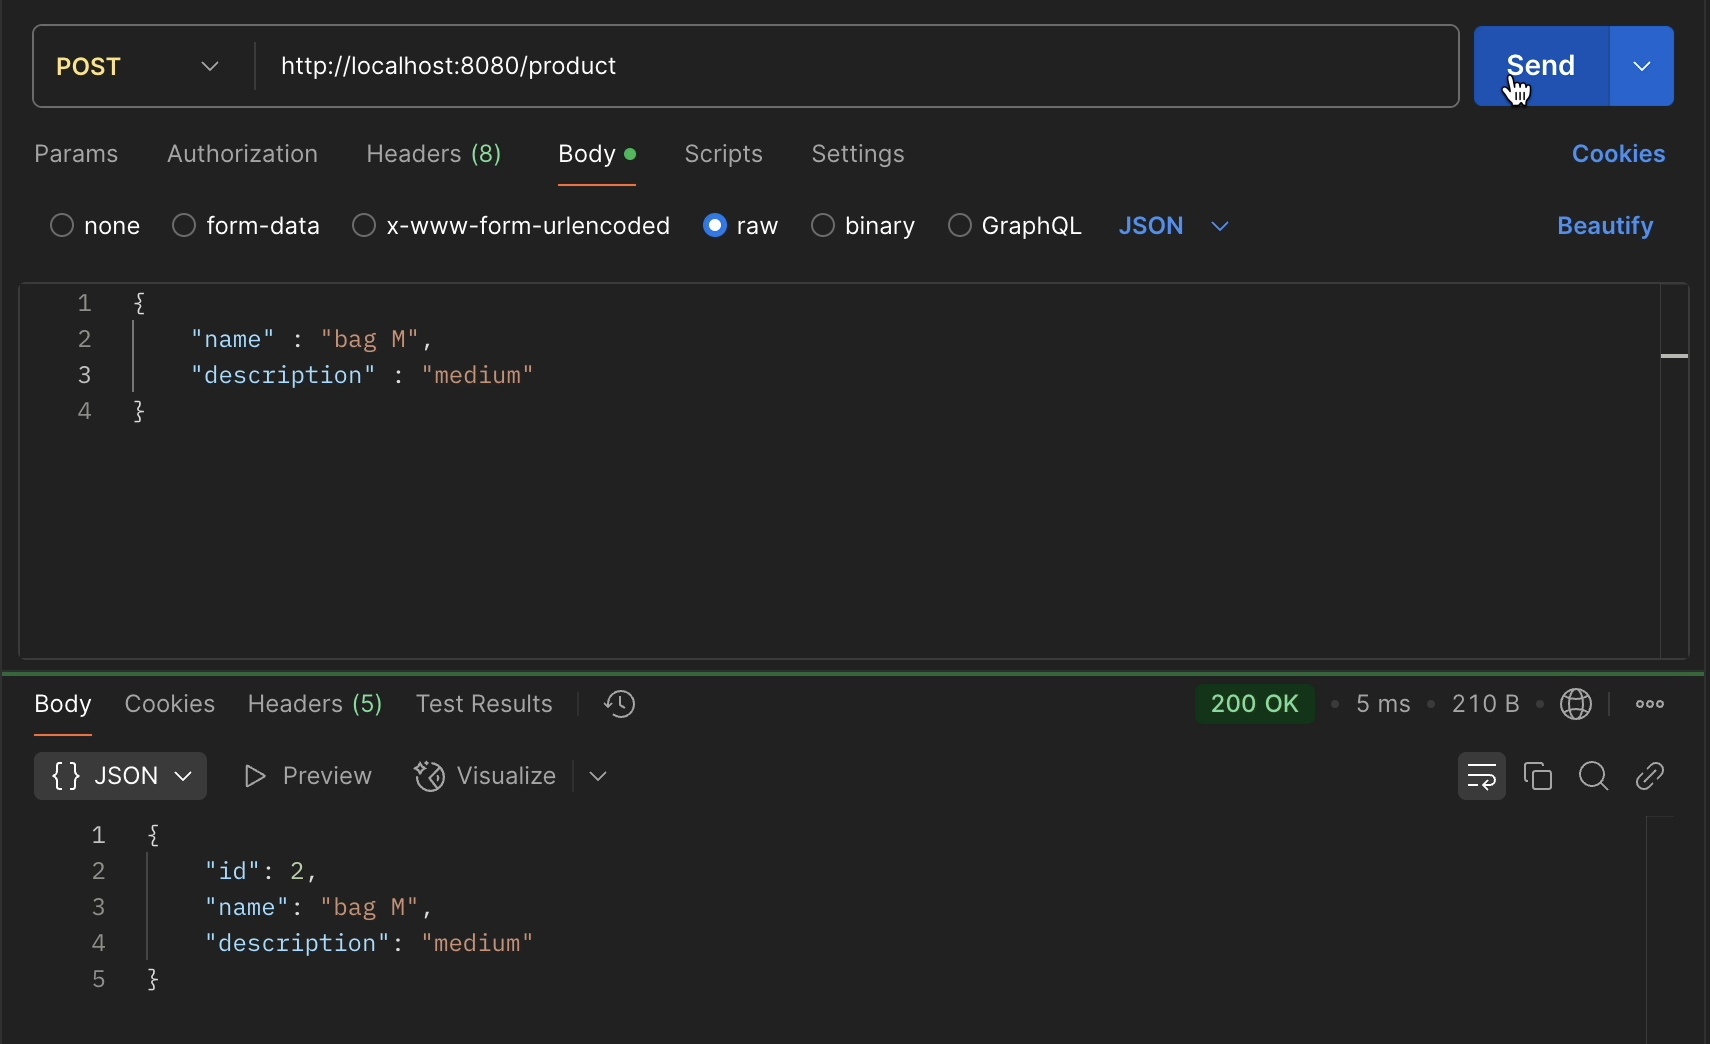 POST http://localhost:8080/product Send
Params Authorization Headers (8) Body Scripts Settings Cookies
none form-data x-www-form-urlencoded raw binary GraphQL JSON Beautify
1 {
2 "name" : "bag M",
3 "description" : "medium"
4 }
Body Cookies Headers (5) Test Results 200 OK • 5 ms • 210 B •
{ } JSON Preview Visualize
1 {
2 "id": 2,
3 "name": "bag M",
4 "description": "medium"
5 }